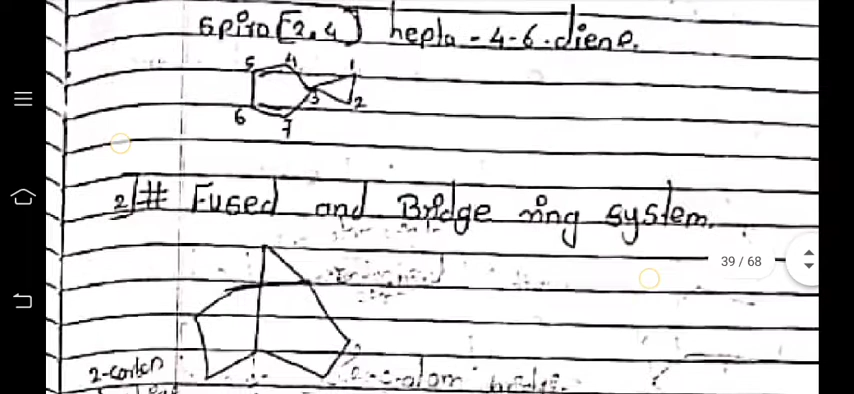 spiro [2,4] hepta-4-6-diene.
5 4 1
3 2
6 7
2) # Fused and Bridge ring system.
39 / 68
2-carbon